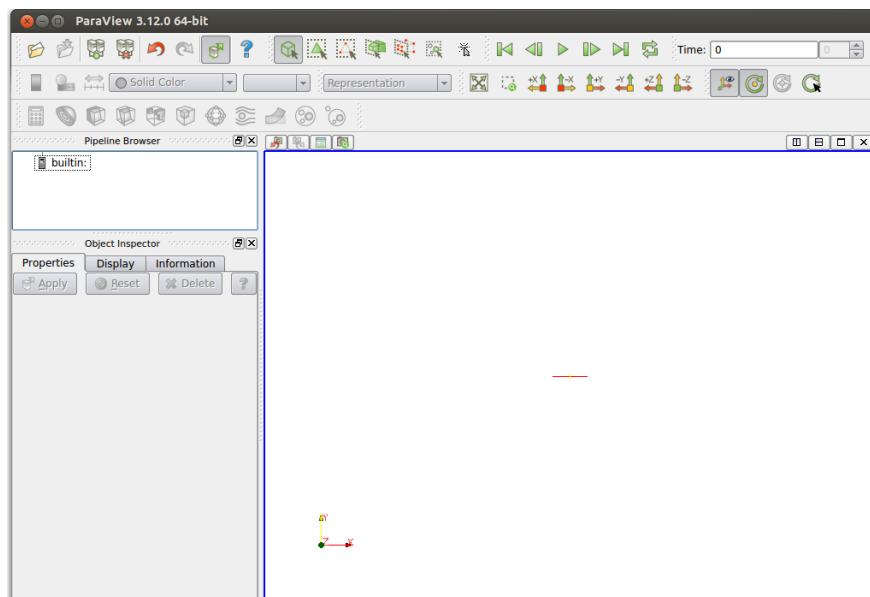 ParaView 3.12.0 64-bit
Time: 0 0
Solid Color Representation +X -X +Y -Y +Z -Z
Pipeline Browser
builtin:
Object Inspector
Properties Display Information
Apply Reset Delete ?
Y
Z X